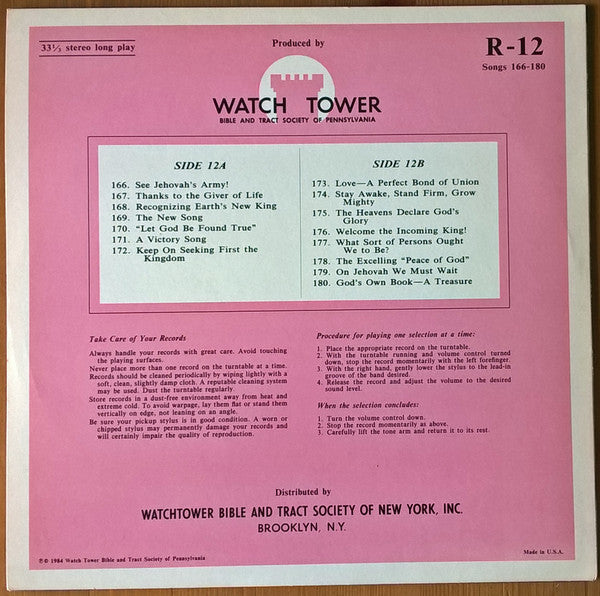 33⅓ stereo long play
Produced by
R-12
Songs 166-180
WATCH TOWER
BIBLE AND TRACT SOCIETY OF PENNSYLVANIA
SIDE 12A
166. See Jehovah's Army!
167. Thanks to the Giver of Life
168. Recognizing Earth's New King
169. The New Song
170. "Let God Be Found True"
171. A Victory Song
172. Keep On Seeking First the
Kingdom
SIDE 12B
173. Love—A Perfect Bond of Union
174. Stay Awake, Stand Firm, Grow
Mighty
175. The Heavens Declare God's
Glory
176. Welcome the Incoming King!
177. What Sort of Persons Ought
We to Be?
178. The Excelling "Peace of God"
179. On Jehovah We Must Wait
180. God's Own Book—A Treasure
Take Care of Your Records
Always handle your records with great care. Avoid touching
the playing surfaces.
Never place more than one record on the turntable at a time.
Records should be cleaned periodically by wiping lightly with a
soft, clean, slightly damp cloth. A reputable cleaning system
may be used. Dust the turntable regularly.
Store records in a dust-free environment away from heat and
extreme cold. To avoid warpage, lay them flat or stand them
vertically on edge, not leaning on an angle.
Be sure your pickup stylus is in good condition. A worn or
chipped stylus may permanently damage your records and
will certainly impair the quality of reproduction.
Procedure for playing one selection at a time:
1. Place the appropriate record on the turntable.
2. With the turntable running and volume control turned
down, stop the record momentarily with the left forefinger.
3. With the right hand, gently lower the stylus to the lead-in
groove of the band desired.
4. Release the record and adjust the volume to the desired
sound level.
When the selection concludes:
1. Turn the volume control down.
2. Stop the record momentarily as above.
3. Carefully lift the tone arm and return it to its rest.
Distributed by
WATCHTOWER BIBLE AND TRACT SOCIETY OF NEW YORK, INC.
BROOKLYN, N.Y.
℗© 1984 Watch Tower Bible and Tract Society of Pennsylvania
Made in U.S.A.